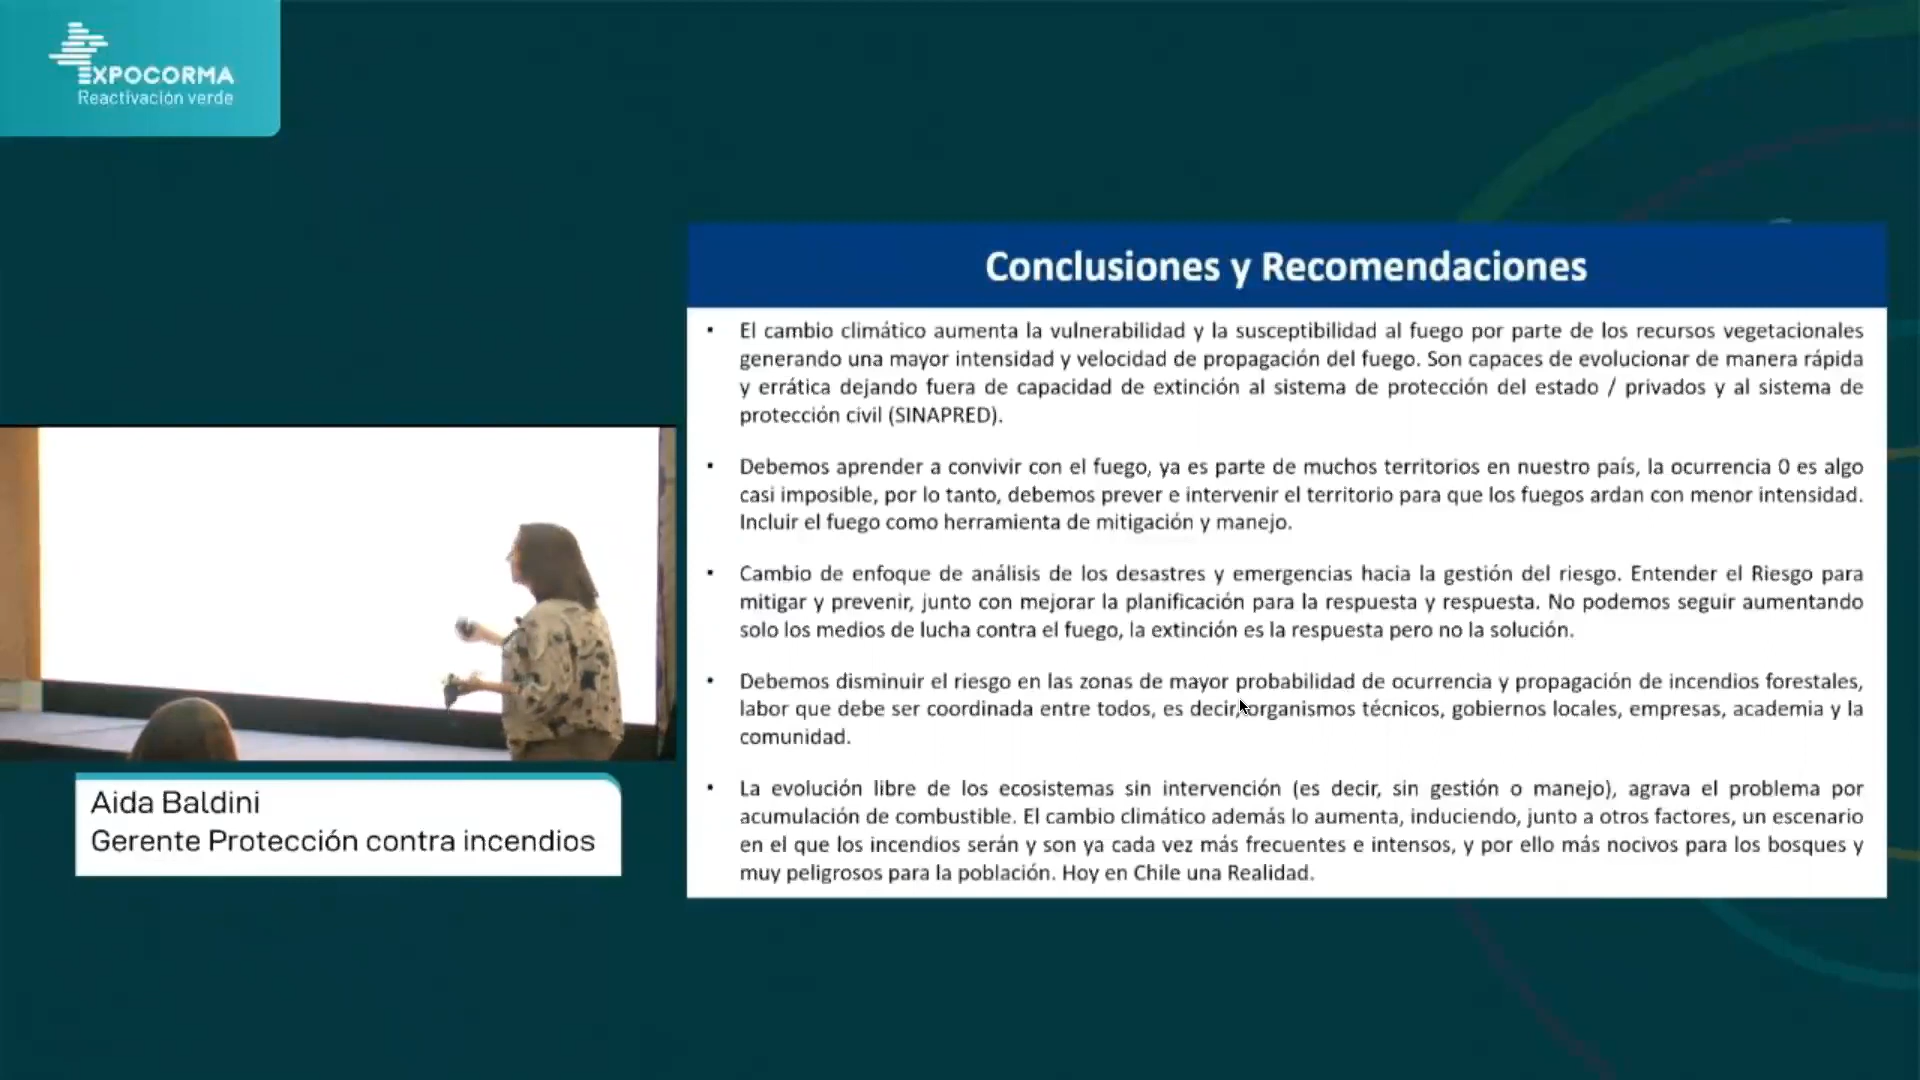 EXPOCORMA
Reactivación verde
Conclusiones y Recomendaciones
• El cambio climático aumenta la vulnerabilidad y la susceptibilidad al fuego por parte de los recursos vegetacionales
generando una mayor intensidad y velocidad de propagación del fuego. Son capaces de evolucionar de manera rápida
y errática dejando fuera de capacidad de extinción al sistema de protección del estado / privados y al sistema de
protección civil (SINAPRED).
• Debemos aprender a convivir con el fuego, ya es parte de muchos territorios en nuestro país, la ocurrencia 0 es algo
casi imposible, por lo tanto, debemos prever e intervenir el territorio para que los fuegos ardan con menor intensidad.
Incluir el fuego como herramienta de mitigación y manejo.
• Cambio de enfoque de análisis de los desastres y emergencias hacia la gestión del riesgo. Entender el Riesgo para
mitigar y prevenir, junto con mejorar la planificación para la respuesta y respuesta. No podemos seguir aumentando
solo los medios de lucha contra el fuego, la extinción es la respuesta pero no la solución.
• Debemos disminuir el riesgo en las zonas de mayor probabilidad de ocurrencia y propagación de incendios forestales,
labor que debe ser coordinada entre todos, es decir, organismos técnicos, gobiernos locales, empresas, academia y la
comunidad.
• La evolución libre de los ecosistemas sin intervención (es decir, sin gestión o manejo), agrava el problema por
acumulación de combustible. El cambio climático además lo aumenta, induciendo, junto a otros factores, un escenario
en el que los incendios serán y son ya cada vez más frecuentes e intensos, y por ello más nocivos para los bosques y
muy peligrosos para la población. Hoy en Chile una Realidad.
Aida Baldini
Gerente Protección contra incendios